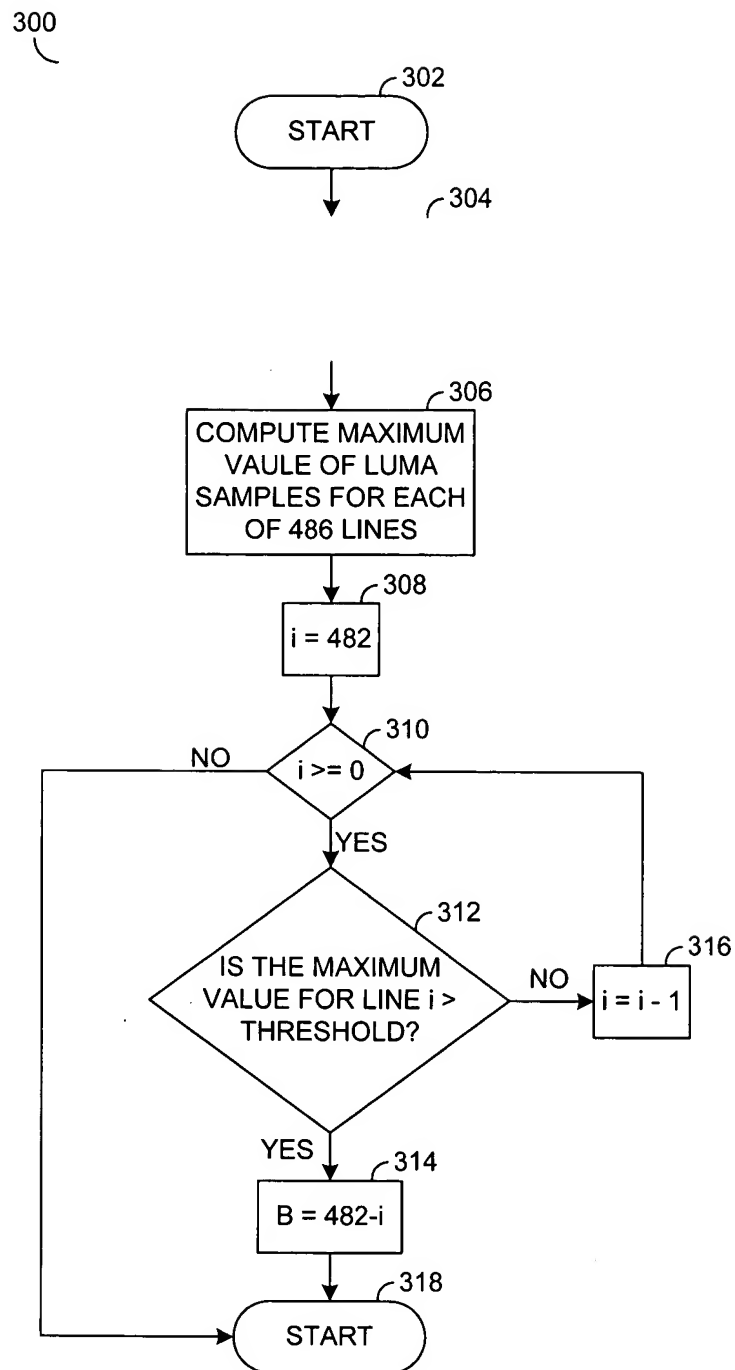 300
302
START
304
306
COMPUTE MAXIMUM
VAULE OF LUMA
SAMPLES FOR EACH
OF 486 LINES
308
i = 482
310
NO
i >= 0
YES
312
IS THE MAXIMUM
VALUE FOR LINE i >
THRESHOLD?
NO
316
i = i - 1
YES
314
B = 482-i
318
START